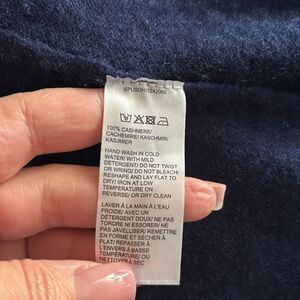 100% CASHMERE/
CACHEMIRE/KASCHMIR/
KASJMIER
HAND WASH IN COLD
WATER/ WITH MILD
DETERGENT/ DO NOT TWIST
OR WRING/ DO NOT BLEACH/
RESHAPE AND LAY FLAT TO
DRY/ IRON AT LOW
TEMPERATURE ON
REVERSE/ OR DRY CLEAN
LAVER À LA MAIN À L'EAU
FROIDE/ AVEC UN
DÉTERGENT DOUX/ NE PAS
TORDRE NI ESSORER/ NE
PAS JAVELLISER/ REMETTRE
EN FORME ET SÉCHER À
PLAT/ REPASSER À
L'ENVERS À BASSE
TEMPÉRATURE/ OU
NETTOYER À SEC